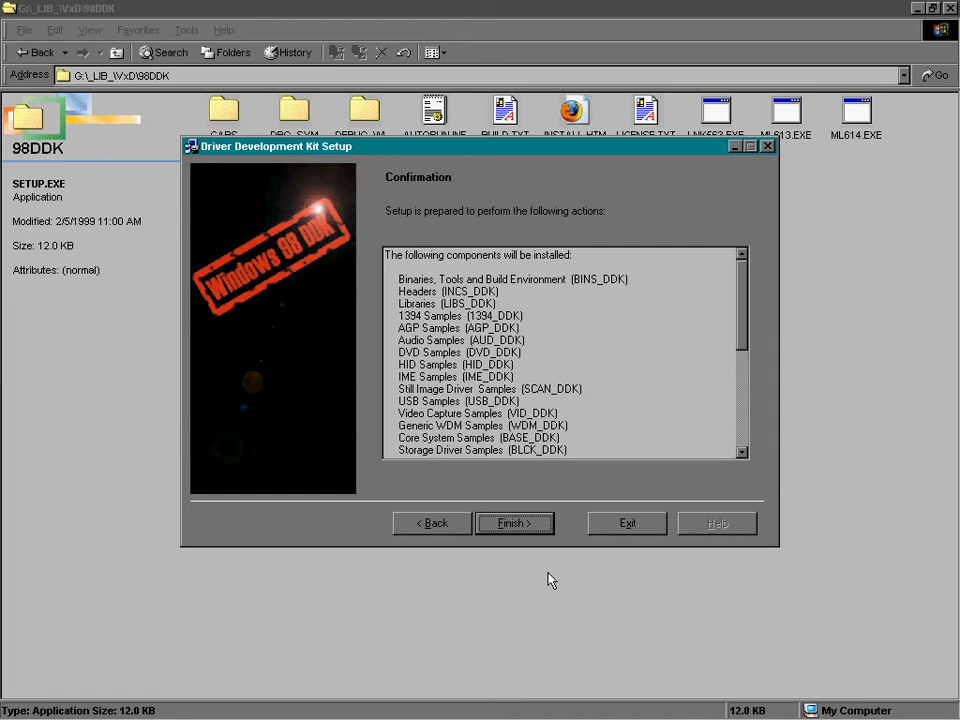 G:\_LIB_\VxD\98DDK
File Edit View Favorites Tools Help
Back Search Folders History
Address G:\_LIB_\VxD\98DDK Go
98DDK
SETUP.EXE
Application
Modified: 2/5/1999 11:00 AM
Size: 12.0 KB
Attributes: (normal)
ML614.EXE
Driver Development Kit Setup
Windows 98 DDK
Confirmation
Setup is prepared to perform the following actions:
The following components will be installed:
Binaries, Tools and Build Environment (BINS_DDK)
Headers (INCS_DDK)
Libraries (LIBS_DDK)
1394 Samples (1394_DDK)
AGP Samples (AGP_DDK)
Audio Samples (AUD_DDK)
DVD Samples (DVD_DDK)
HID Samples (HID_DDK)
IME Samples (IME_DDK)
Still Image Driver Samples (SCAN_DDK)
USB Samples (USB_DDK)
Video Capture Samples (VID_DDK)
Generic WDM Samples (WDM_DDK)
Core System Samples (BASE_DDK)
Storage Driver Samples (BLCK_DDK)
< Back Finish > Exit Help
Type: Application Size: 12.0 KB 12.0 KB My Computer